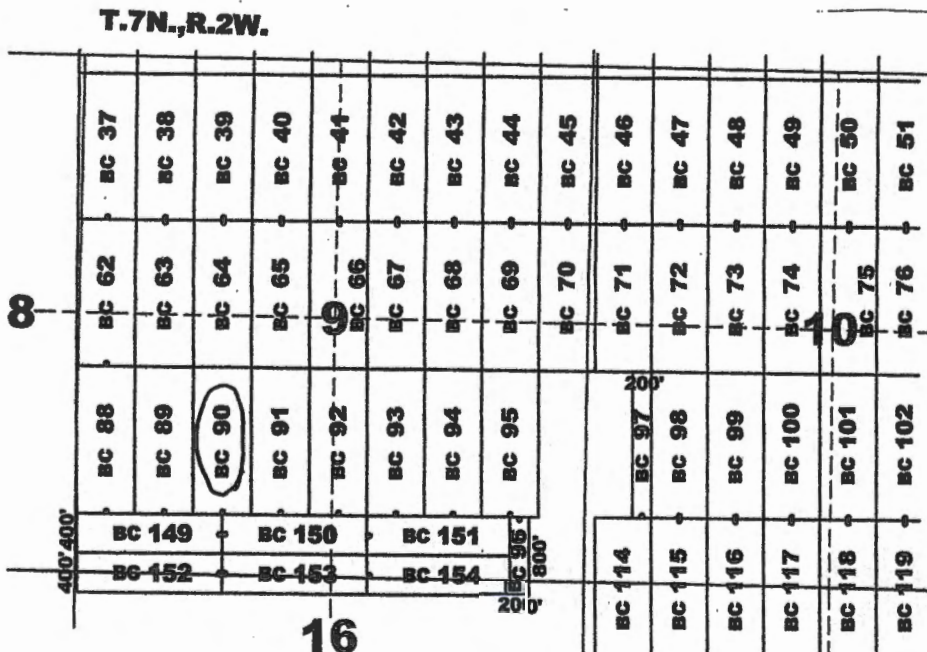 T.7N.,R.2W.
BC 37
BC 38
BC 39
BC 40
BC 41
BC 42
BC 43
BC 44
BC 45
BC 46
BC 47
BC 48
BC 49
BC 50
BC 51
BC 62
BC 63
BC 64
BC 65
BC 66
BC 67
BC 68
BC 69
BC 70
BC 71
BC 72
BC 73
BC 74
BC 75
BC 76
8
9
10
200'
BC 88
BC 89
BC 90
BC 91
BC 92
BC 93
BC 94
BC 95
BC 97
BC 98
BC 99
BC 100
BC 101
BC 102
400'
BC 149
BC 150
BC 151
BC 96
800'
400'
BC 152
BC 153
BC 154
200'
BC 114
BC 115
BC 116
BC 117
BC 118
BC 119
16